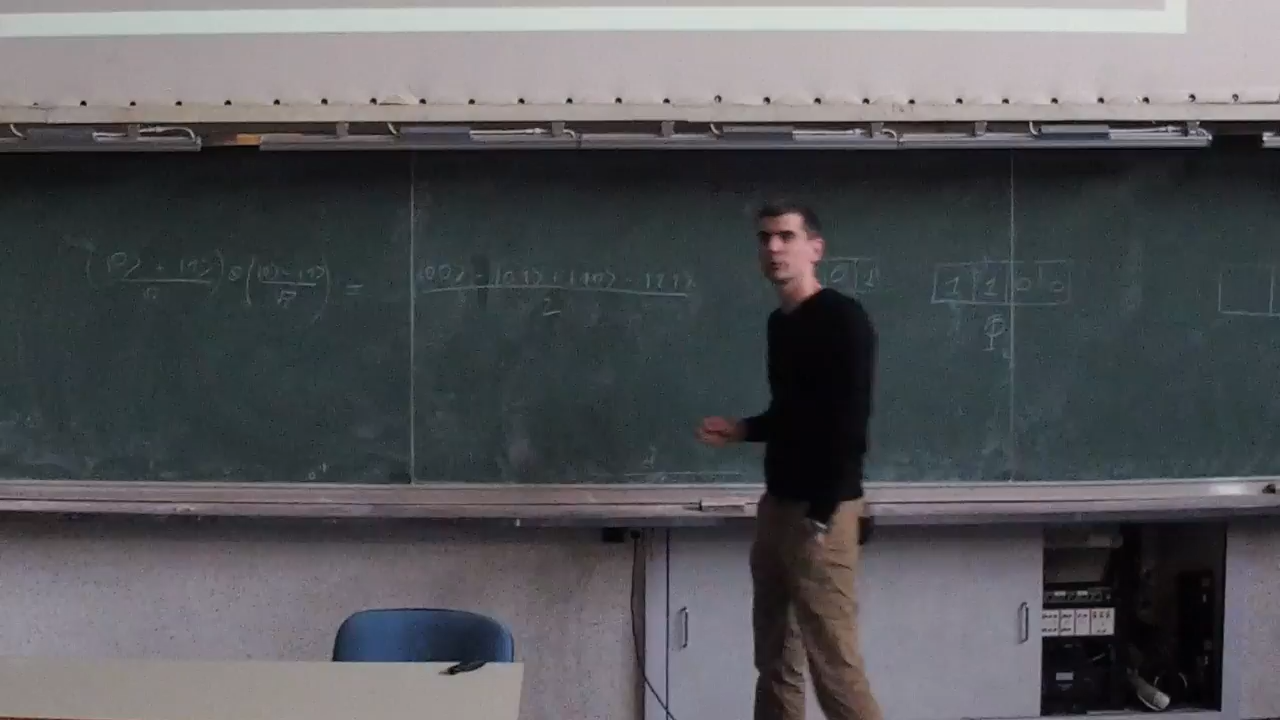 (|0⟩ + |1⟩)/√2 ⊗ (|0⟩ - |1⟩)/√2 = (|00⟩ - |01⟩ + |10⟩ - |11⟩)/2
0 1
1 1 0 0